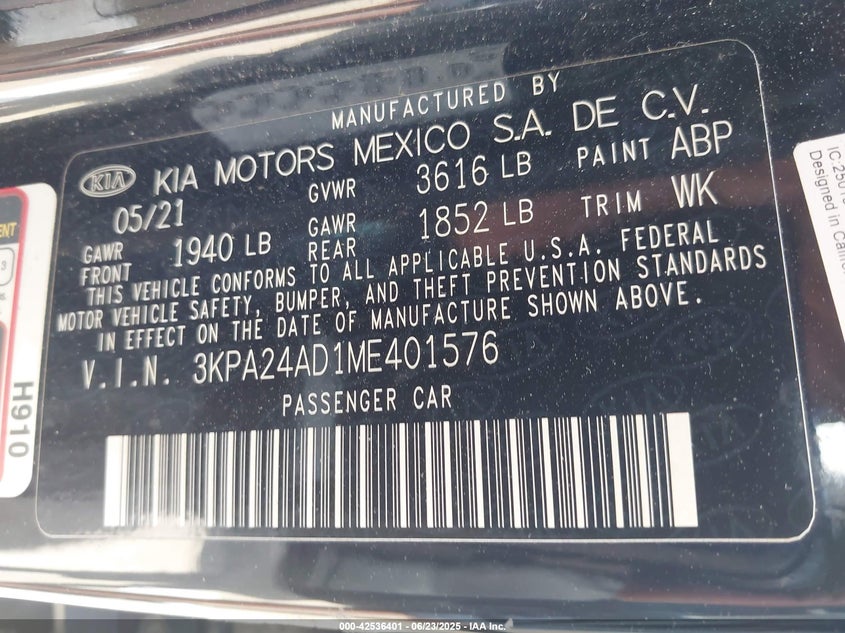 MANUFACTURED BY
KIA KIA MOTORS MEXICO S.A. DE C.V.
05/21 GVWR 3616 LB PAINT ABP
GAWR FRONT 1940 LB GAWR REAR 1852 LB TRIM WK
THIS VEHICLE CONFORMS TO ALL APPLICABLE U.S.A. FEDERAL
MOTOR VEHICLE SAFETY, BUMPER, AND THEFT PREVENTION STANDARDS
IN EFFECT ON THE DATE OF MANUFACTURE SHOWN ABOVE.
V.I.N. 3KPA24AD1ME401576
PASSENGER CAR
H910
Designed in
000-42536401 - 06/23/2025 - IAA Inc.